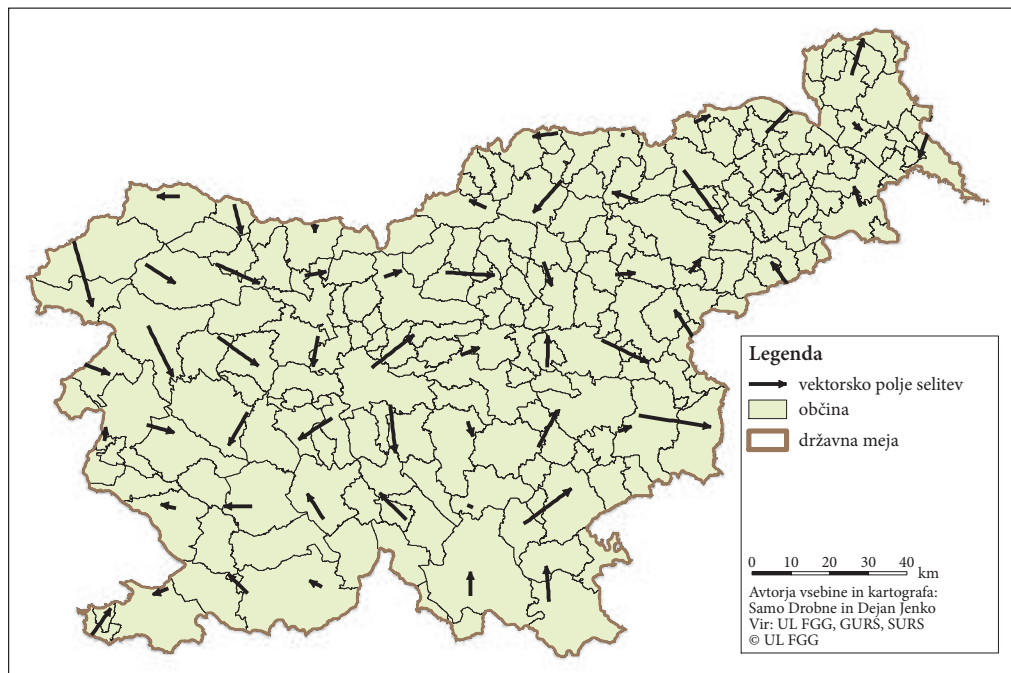 Legenda
vektorsko polje selitev
občina
državna meja
0 10 20 30 40
km
Avtorja vsebine in kartografa:
Samo Drobne in Dejan Jenko
Vir: UL FGG, GURS, SURS
© UL FGG